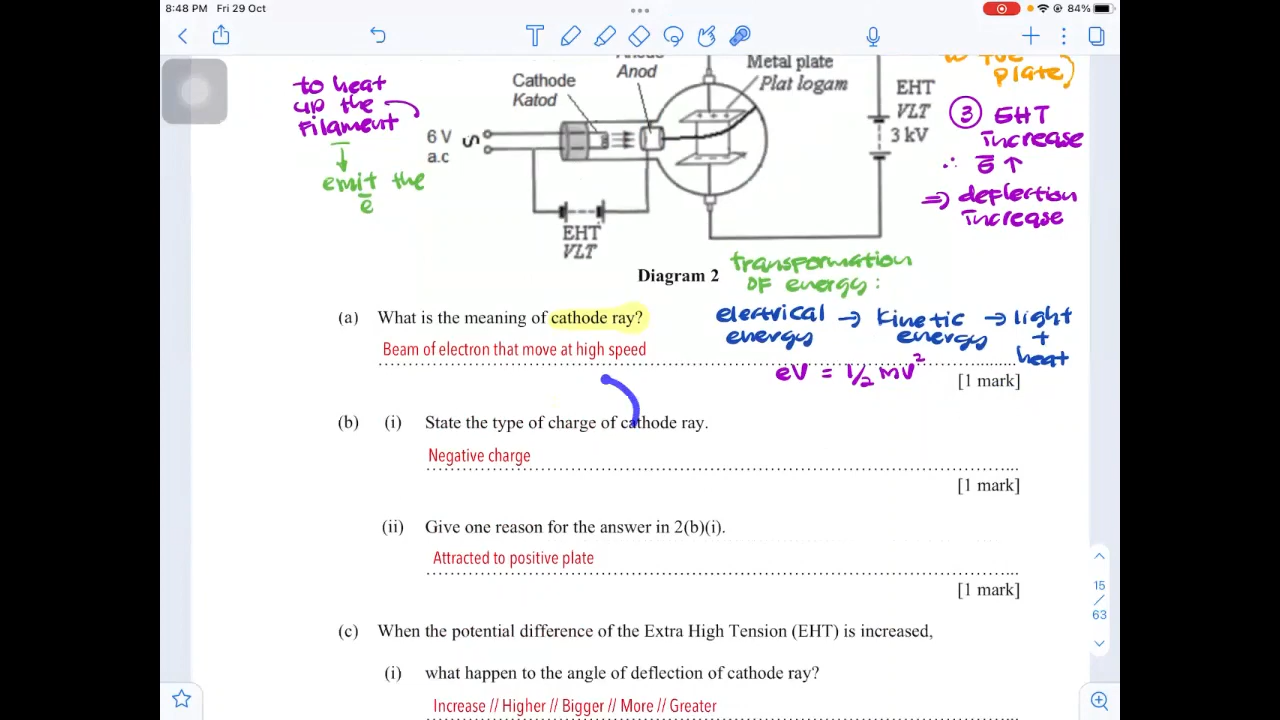 8:48 PM Fri 29 Oct
84%
to heat
up the
filament
↓
emit the
ē
Cathode
Katod
Anod
Metal plate
Plat logam
6 V
a.c
EHT
VLT
EHT
VLT
3 kV
plate)
③ EHT
increase
∴ ē ↑
⇒ deflection
increase
Diagram 2
transformation
of energy :
electrical energy → kinetic energy → light + heat
eV = 1/2 mv²
(a) What is the meaning of cathode ray?
Beam of electron that move at high speed
[1 mark]
(b) (i) State the type of charge of cathode ray.
Negative charge
[1 mark]
(ii) Give one reason for the answer in 2(b)(i).
Attracted to positive plate
[1 mark]
(c) When the potential difference of the Extra High Tension (EHT) is increased,
(i) what happen to the angle of deflection of cathode ray?
Increase // Higher // Bigger // More // Greater
15
/
63